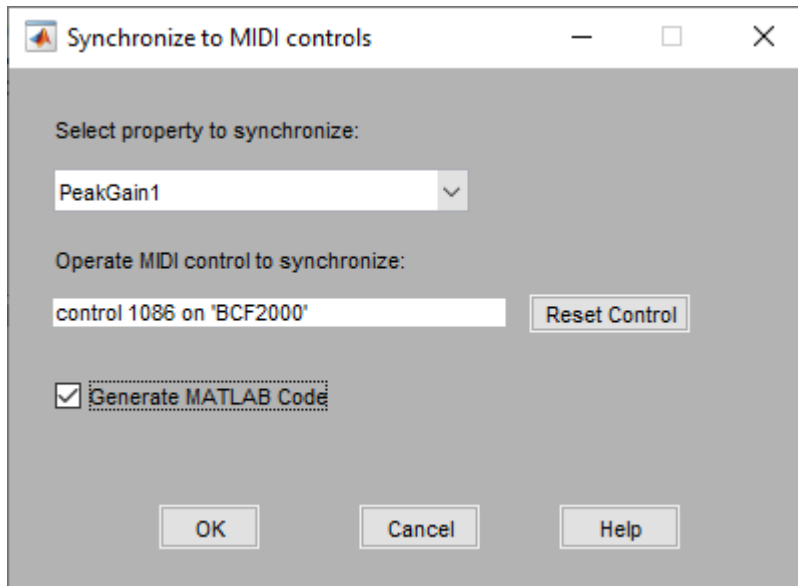 Synchronize to MIDI controls
Select property to synchronize:
PeakGain1
Operate MIDI control to synchronize:
control 1086 on 'BCF2000'
Reset Control
Generate MATLAB Code
OK
Cancel
Help